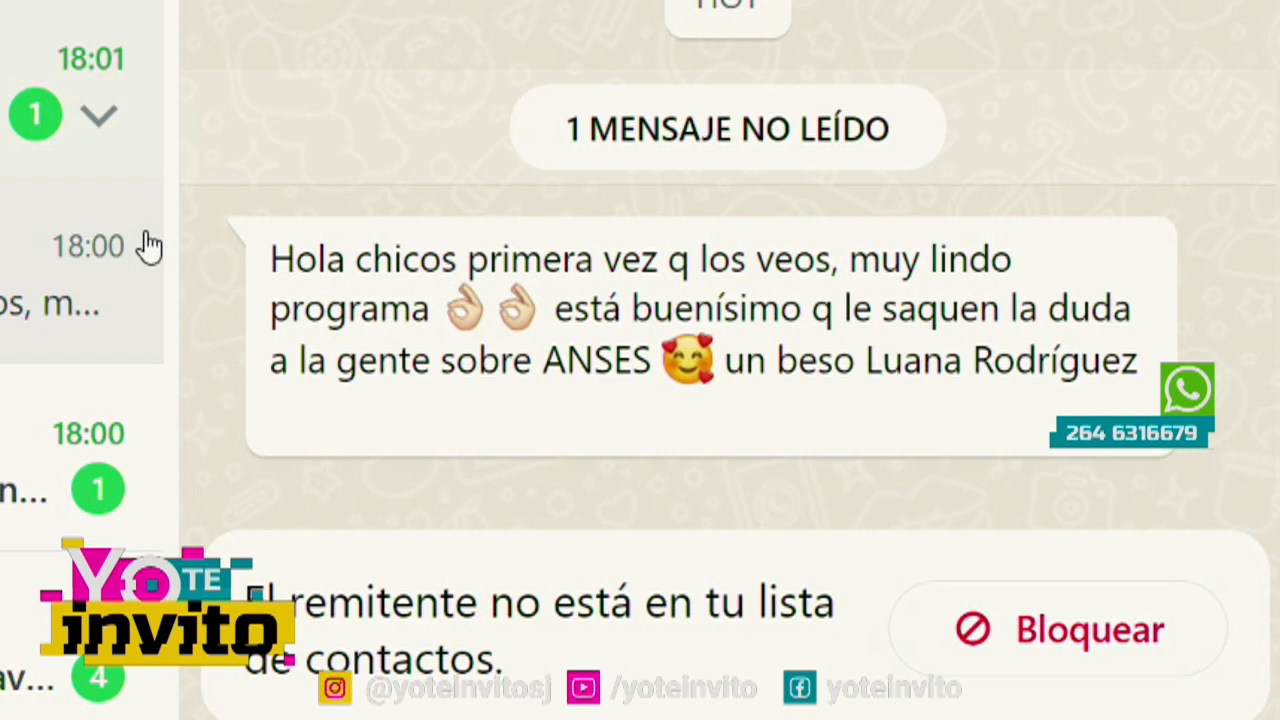 HOY
18:01
1
1 MENSAJE NO LEÍDO
18:00
os, m...
Hola chicos primera vez q los veos, muy lindo
programa 👌🏼👌🏼 está buenísimo q le saquen la duda
a la gente sobre ANSES 🥰 un beso Luana Rodríguez
264 6316679
18:00
n...
1
YO TE
invito
El remitente no está en tu lista
de contactos.
Bloquear
av...
4
@yoteinvitosj /yoteinvito yoteinvito